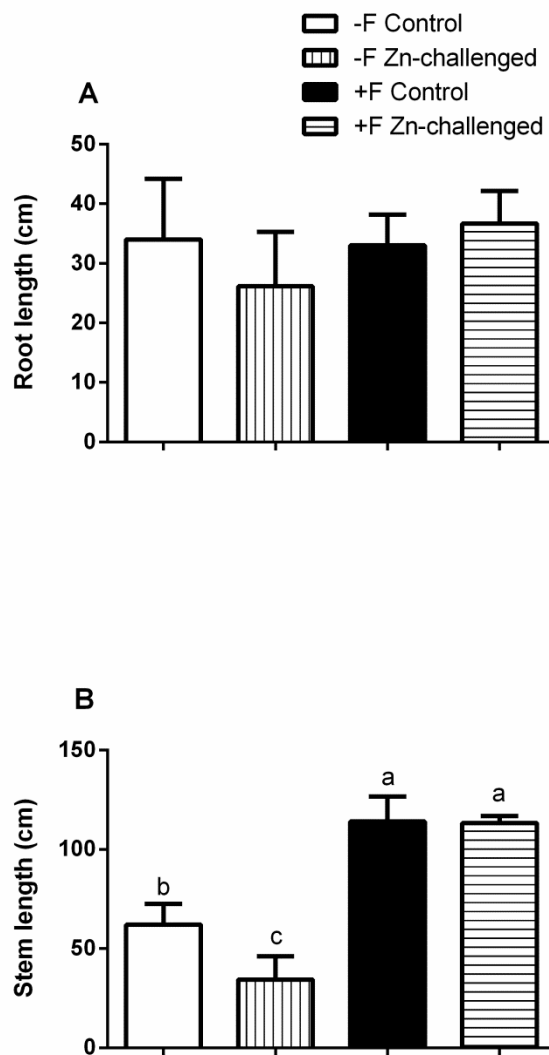 -F Control
-F Zn-challenged
+F Control
+F Zn-challenged
A
Root length (cm)
50
40
30
20
10
0
B
Stem length (cm)
150
100
50
0
b
c
a
a